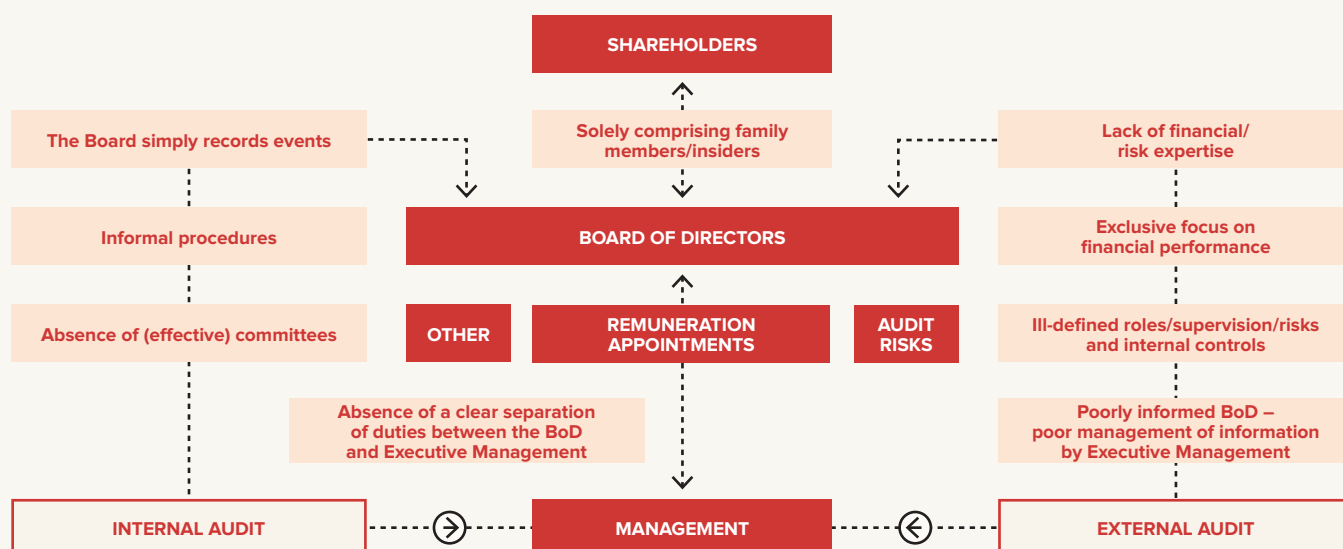 SHAREHOLDERS
The Board simply records events
Solely comprising family
members/insiders
Lack of financial/
risk expertise
Informal procedures
BOARD OF DIRECTORS
Exclusive focus on
financial performance
Absence of (effective) committees
OTHER
REMUNERATION
APPOINTMENTS
AUDIT
RISKS
Ill-defined roles/supervision/risks
and internal controls
Absence of a clear separation
of duties between the BoD
and Executive Management
Poorly informed BoD –
poor management of information
by Executive Management
INTERNAL AUDIT
MANAGEMENT
EXTERNAL AUDIT